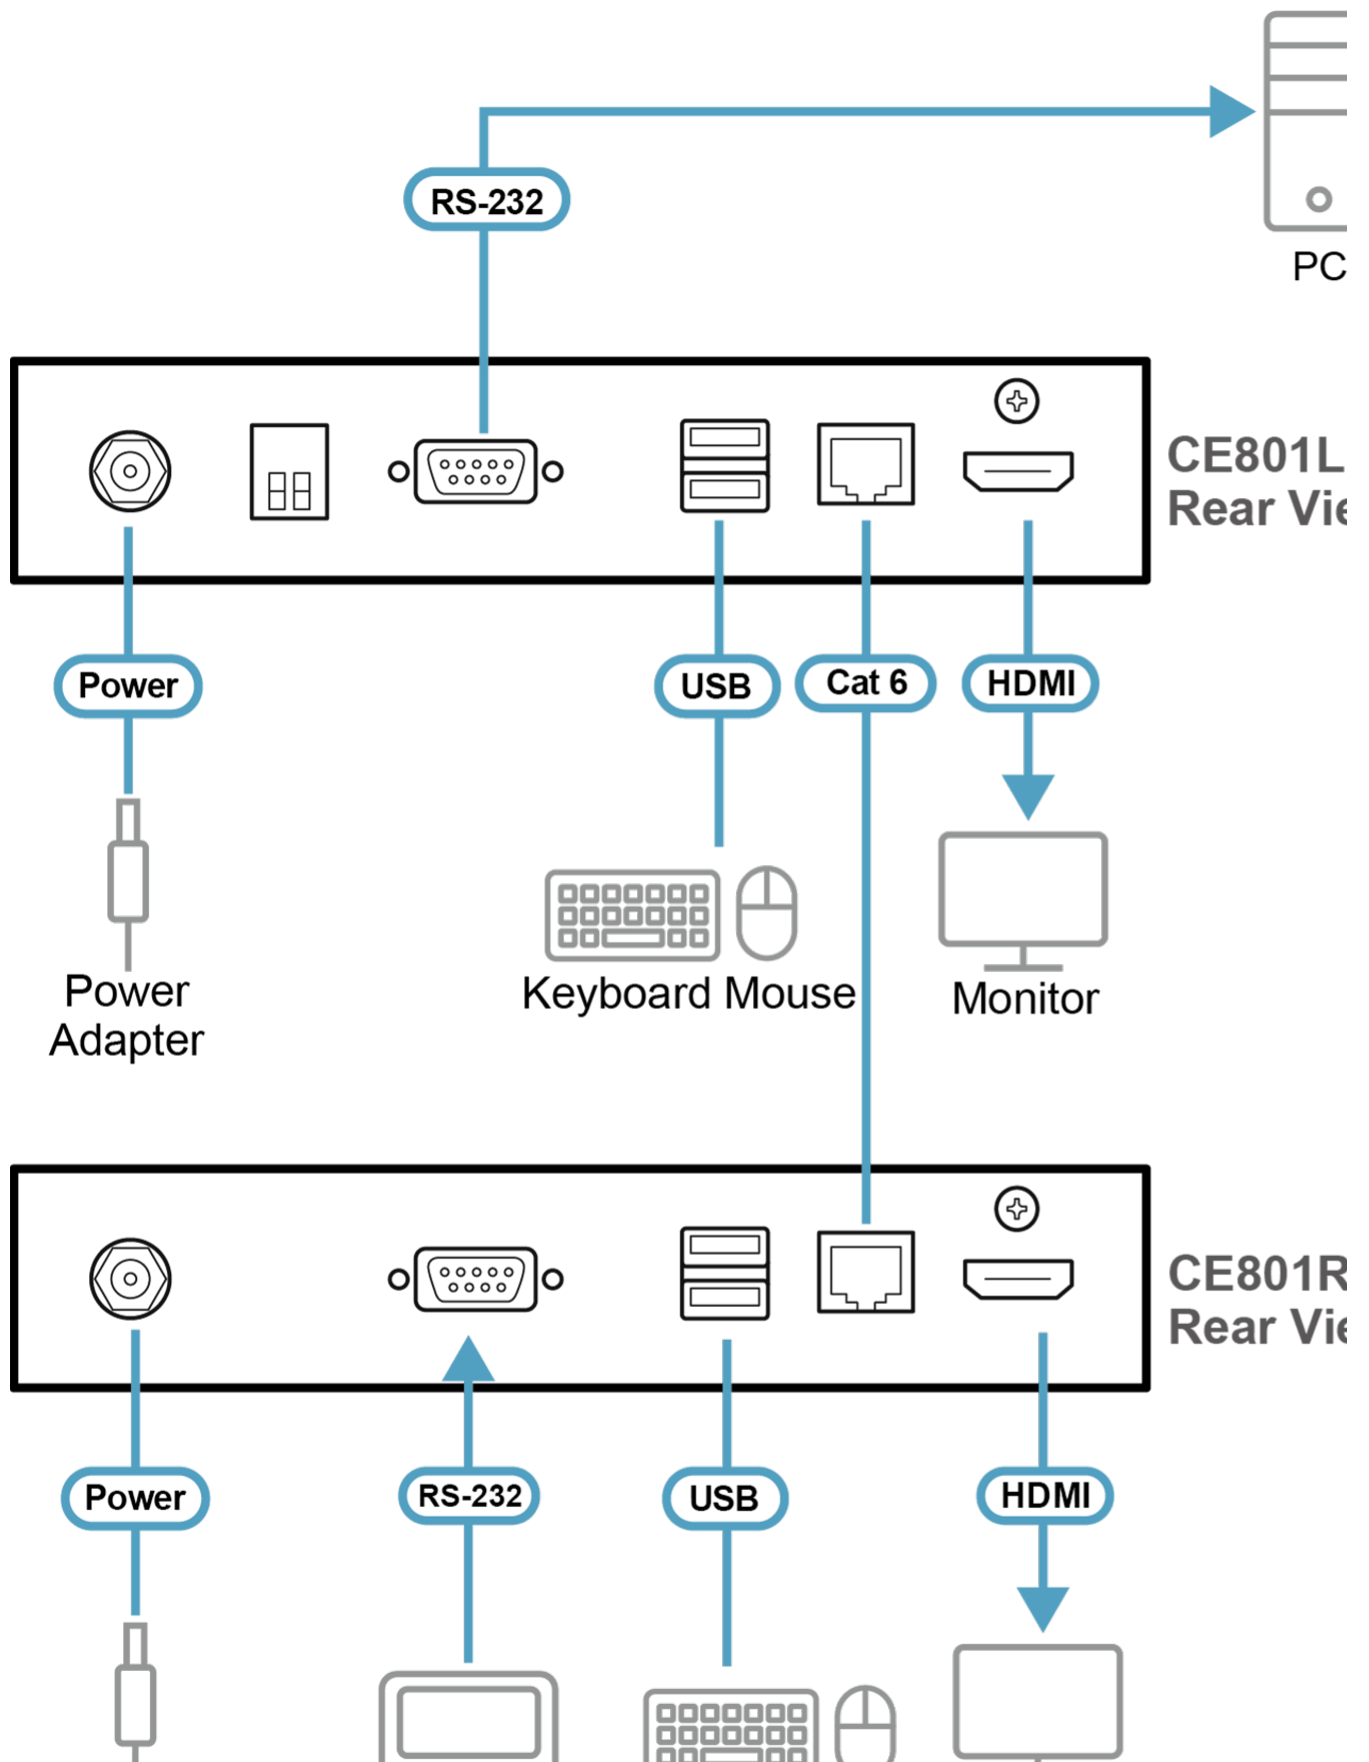 RS-232
PC
CE801L
Rear Vie
Power
USB
Cat 6
HDMI
Power
Adapter
Keyboard Mouse
Monitor
CE801R
Rear Vie
Power
RS-232
USB
HDMI